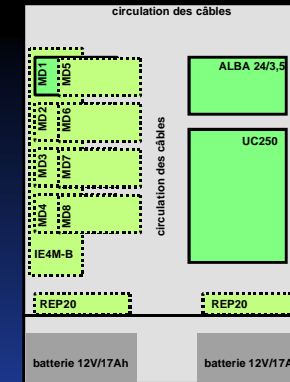 circulation des câbles
MD1
MD5
ALBA 24/3,5
MD2
MD6
circulation des câbles
UC250
MD3
MD7
MD4
MD8
IE4M-B
REP20
REP20
batterie 12V/17Ah
batterie 12V/17A